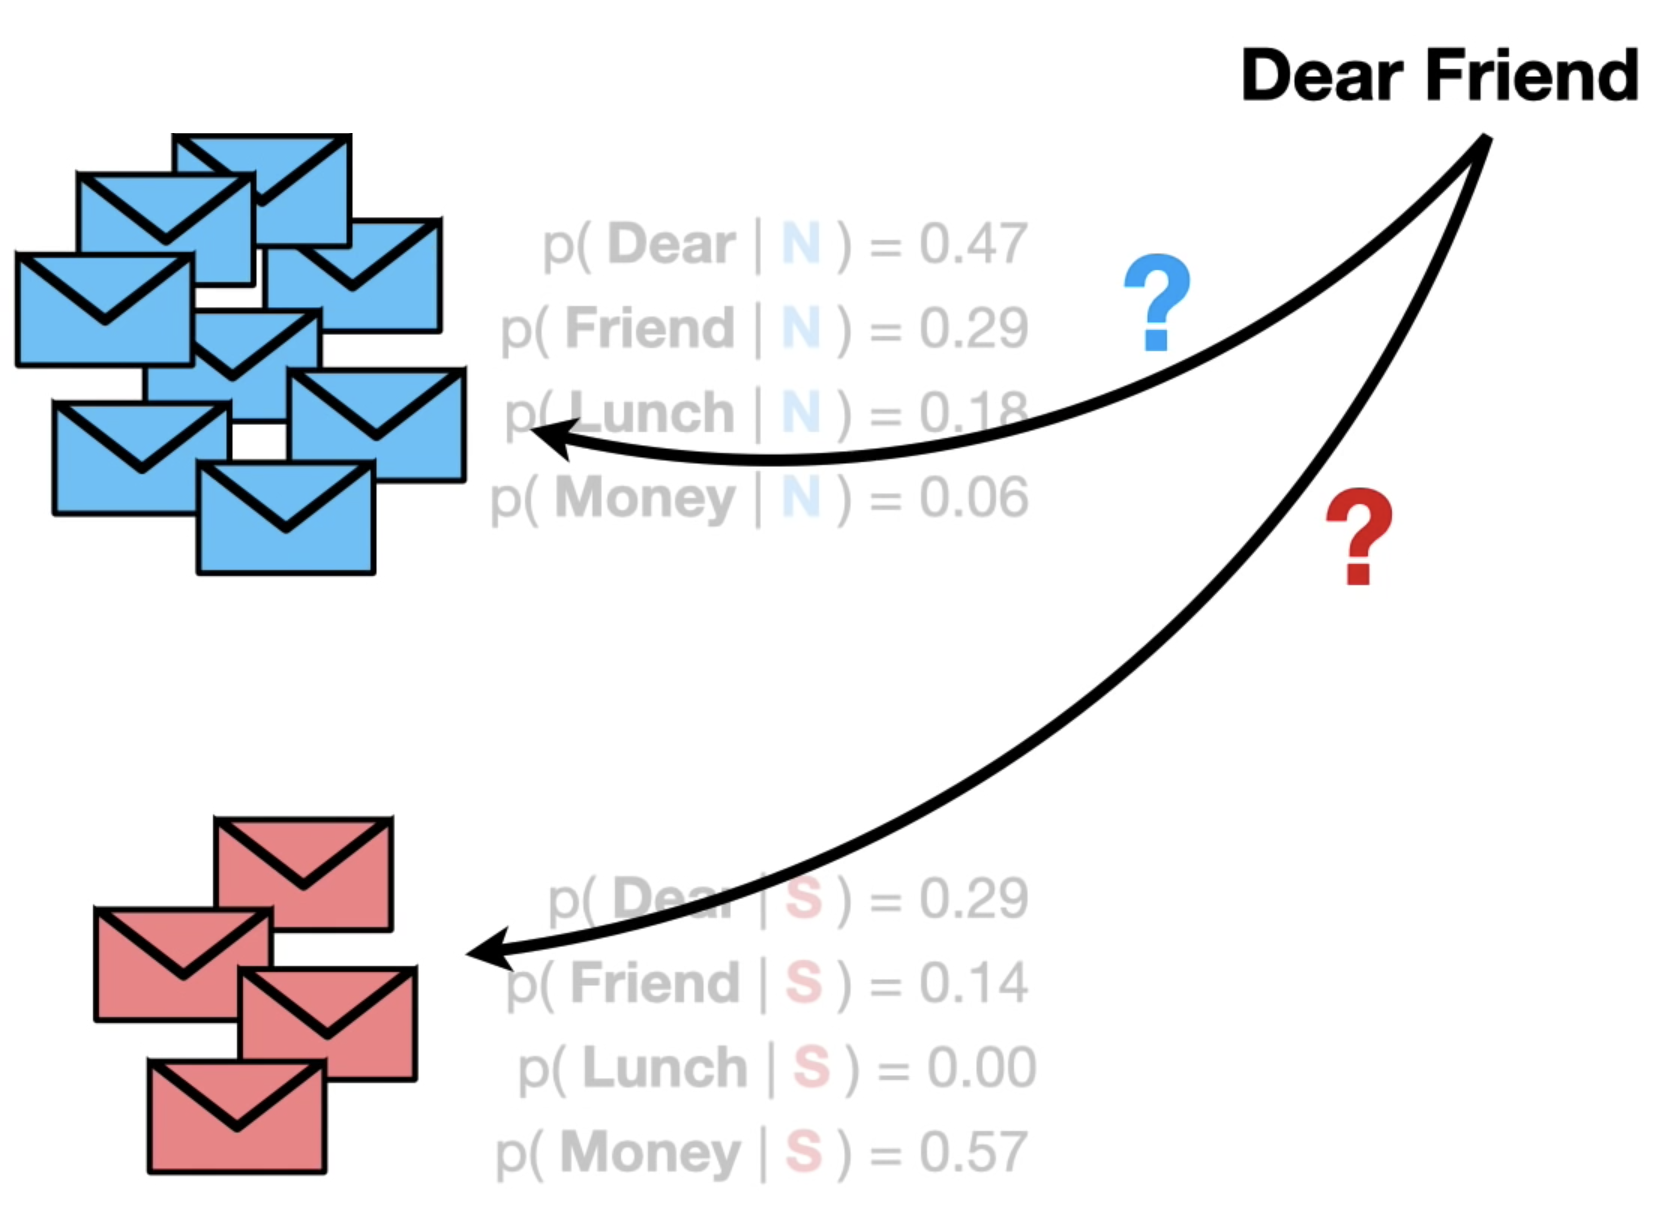 Dear Friend
p( Dear | N ) = 0.47
p( Friend | N ) = 0.29
p( Lunch | N ) = 0.18
p( Money | N ) = 0.06
?
?
p( Dear | S ) = 0.29
p( Friend | S ) = 0.14
p( Lunch | S ) = 0.00
p( Money | S ) = 0.57